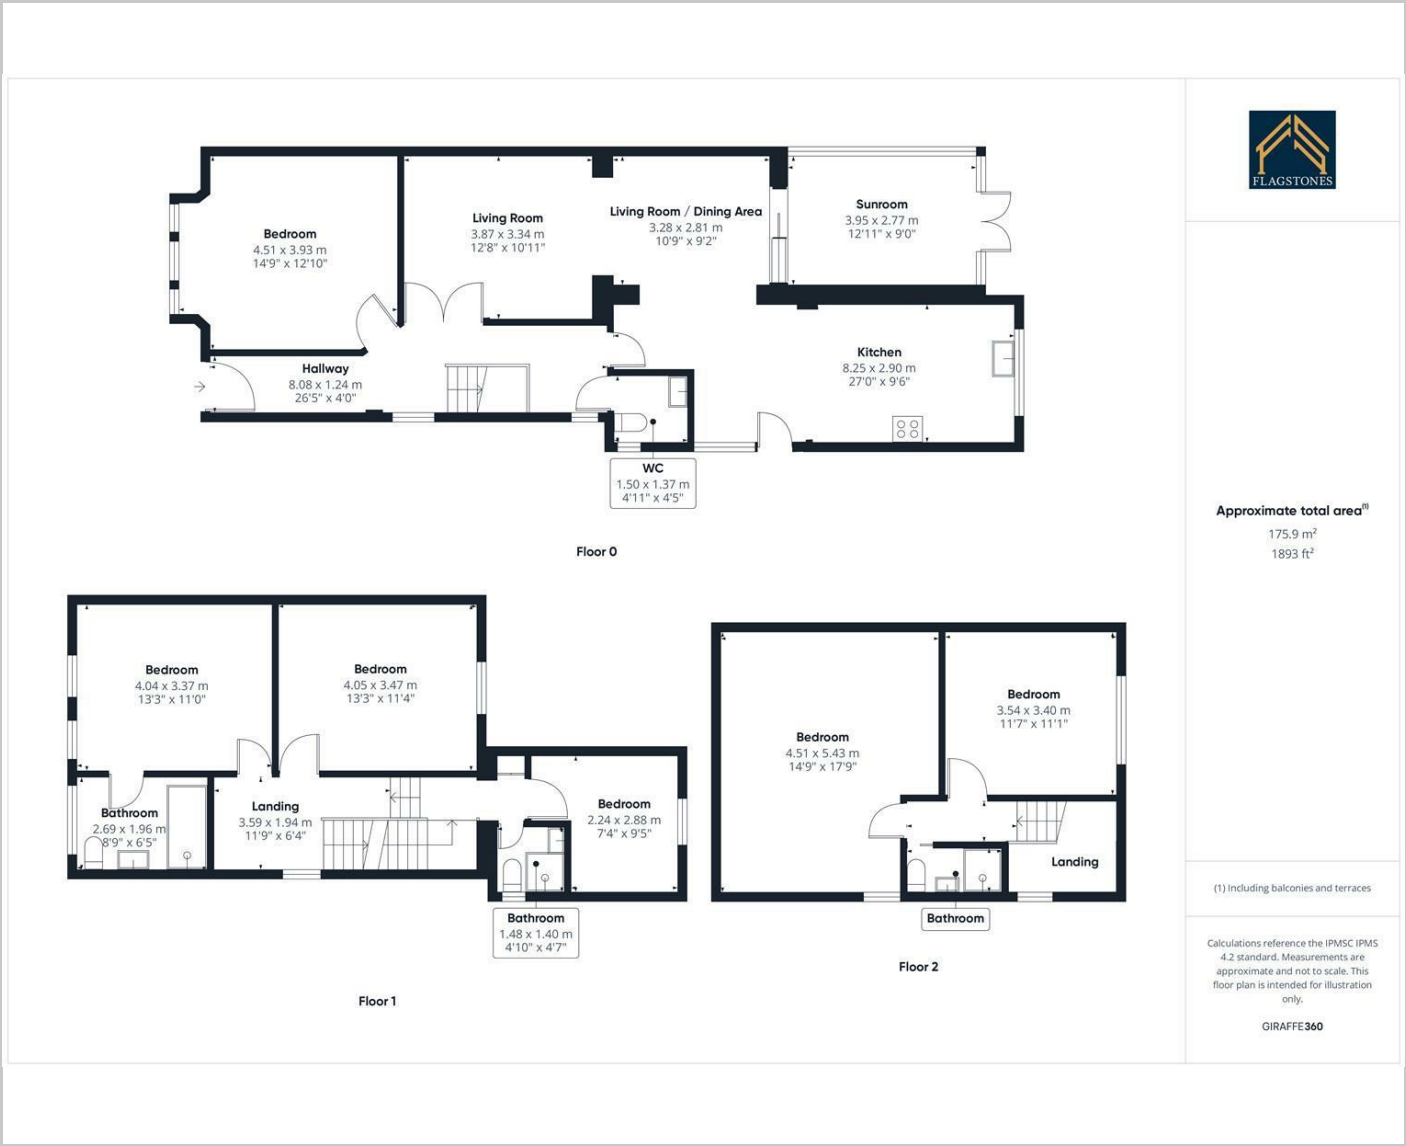 FLAGSTONES
Bedroom
4.51 x 3.93 m
14'9" x 12'10"
Living Room
3.87 x 3.34 m
12'8" x 10'11"
Living Room / Dining Area
3.28 x 2.81 m
10'9" x 9'2"
Sunroom
3.95 x 2.77 m
12'11" x 9'0"
Hallway
8.08 x 1.24 m
26'5" x 4'0"
Kitchen
8.25 x 2.90 m
27'0" x 9'6"
WC
1.50 x 1.37 m
4'11" x 4'5"
Floor 0
Bedroom
4.04 x 3.37 m
13'3" x 11'0"
Bedroom
4.05 x 3.47 m
13'3" x 11'4"
Bathroom
2.69 x 1.96 m
8'9" x 6'5"
Landing
3.59 x 1.94 m
11'9" x 6'4"
Bedroom
2.24 x 2.88 m
7'4" x 9'5"
Bathroom
1.48 x 1.40 m
4'10" x 4'7"
Floor 1
Bedroom
4.51 x 5.43 m
14'9" x 17'9"
Bedroom
3.54 x 3.40 m
11'7" x 11'1"
Landing
Bathroom
Floor 2
Approximate total area(1)
175.9 m²
1893 ft²
(1) Including balconies and terraces
Calculations reference the IPMSC IPMS
4.2 standard. Measurements are
approximate and not to scale. This
floor plan is intended for illustration
only.
GIRAFFE360